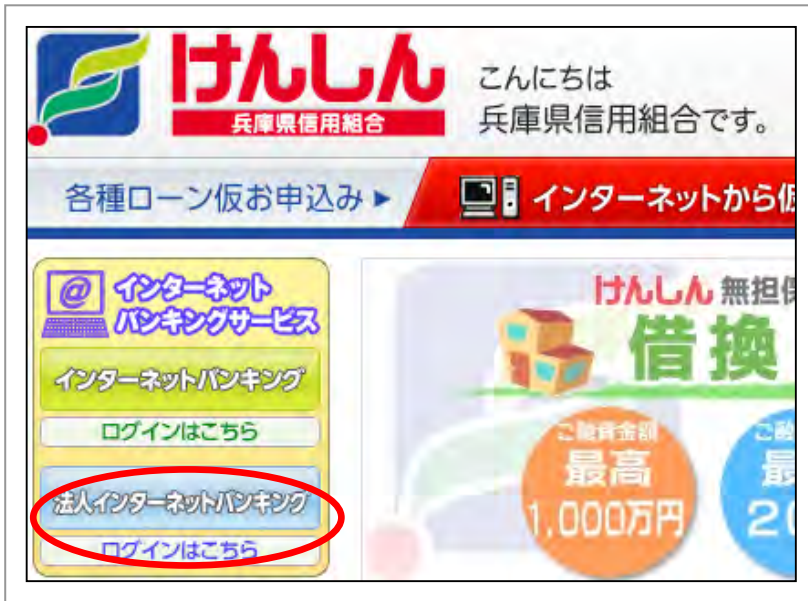 けんしん
兵庫県信用組合
こんにちは
兵庫県信用組合です。
各種ローン仮お申込み▶
インターネットから仮
@ インターネット
バンキングサービス
インターネットバンキング
ログインはこちら
法人インターネットバンキング
ログインはこちら
けんしん 無担保
借換
ご融資金額
最高
1,000万円
ご融
最
20